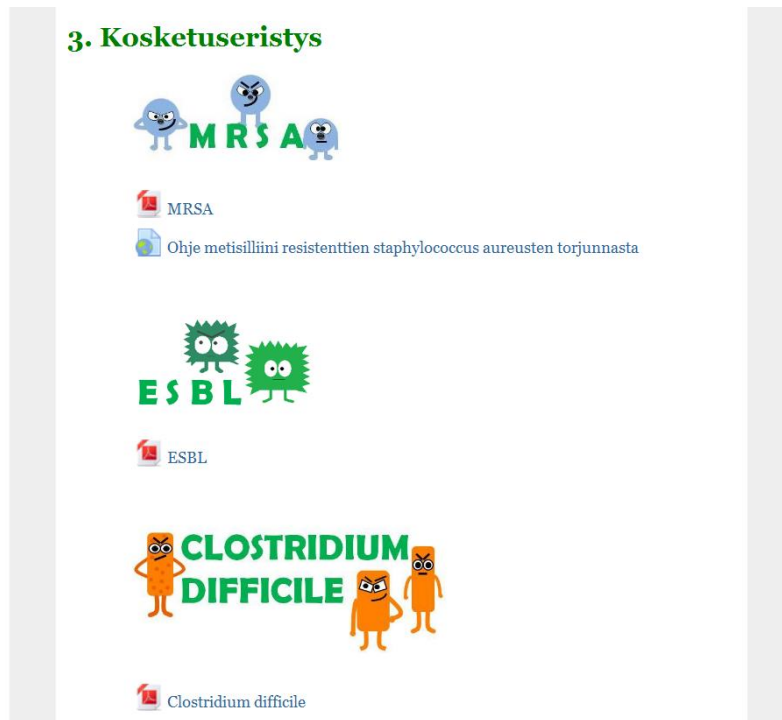 3. Kosketuseristys
MRSA
MRSA
Ohje metisilliini resistenttien staphylococcus aureusten torjunnasta
ESBL
ESBL
CLOSTRIDIUM
DIFFICILE
Clostridium difficile